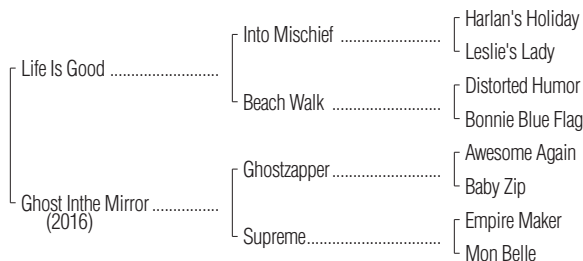 Harlan's Holiday
Into Mischief ......................
Leslie's Lady
Life Is Good ........................
Distorted Humor
Beach Walk ......................
Bonnie Blue Flag
Awesome Again
Ghostzapper......................
Baby Zip
Ghost Inthe Mirror ...............
(2016)
Empire Maker
Supreme...........................
Mon Belle